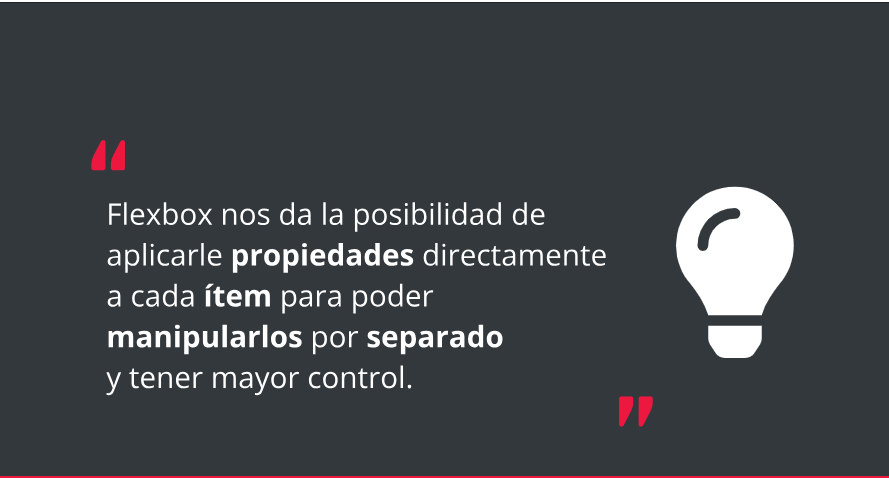 “
Flexbox nos da la posibilidad de
aplicarle propiedades directamente
a cada ítem para poder
manipularlos por separado
y tener mayor control.
”